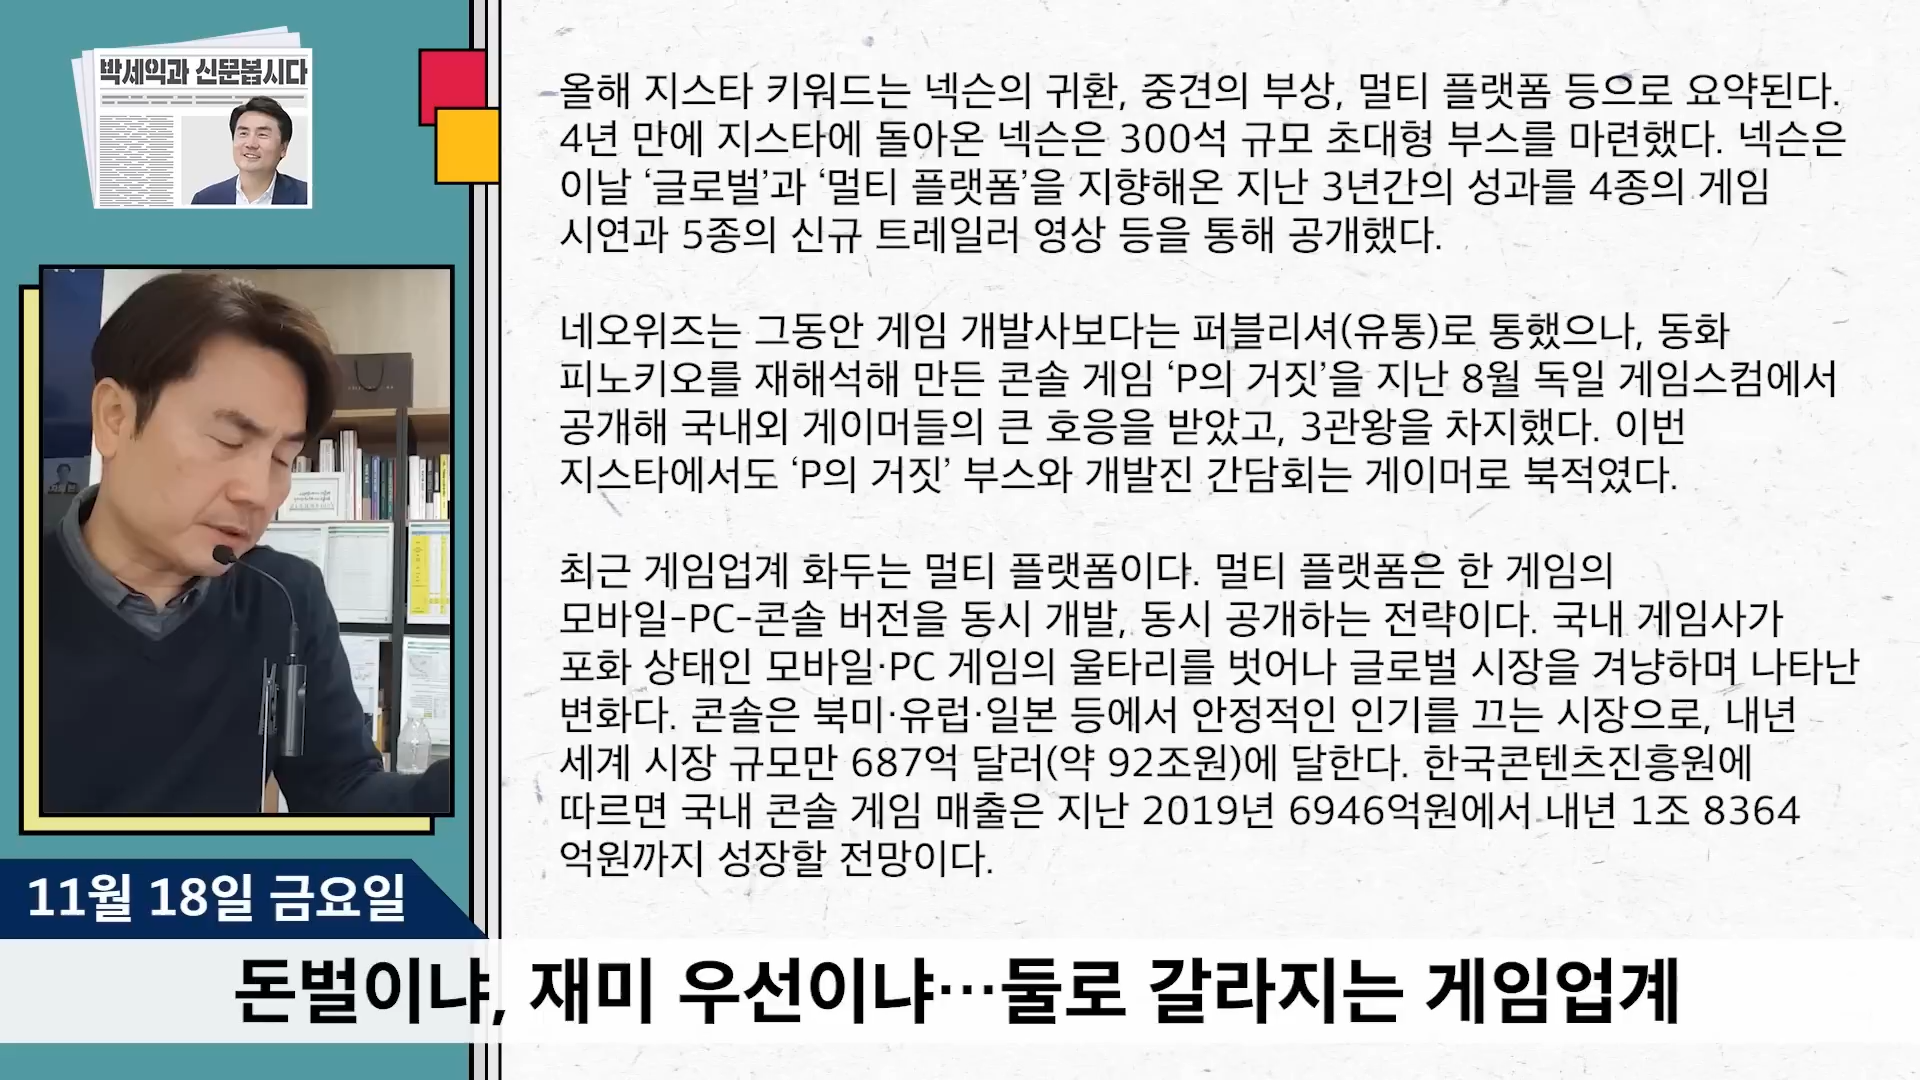 박세익과 신문봅시다
올해 지스타 키워드는 넥슨의 귀환, 중견의 부상, 멀티 플랫폼 등으로 요약된다.
4년 만에 지스타에 돌아온 넥슨은 300석 규모 초대형 부스를 마련했다. 넥슨은
이날 ‘글로벌’과 ‘멀티 플랫폼’을 지향해온 지난 3년간의 성과를 4종의 게임
시연과 5종의 신규 트레일러 영상 등을 통해 공개했다.
네오위즈는 그동안 게임 개발사보다는 퍼블리셔(유통)로 통했으나, 동화
피노키오를 재해석해 만든 콘솔 게임 ‘P의 거짓’을 지난 8월 독일 게임스컴에서
공개해 국내외 게이머들의 큰 호응을 받았고, 3관왕을 차지했다. 이번
지스타에서도 ‘P의 거짓’ 부스와 개발진 간담회는 게이머로 북적였다.
최근 게임업계 화두는 멀티 플랫폼이다. 멀티 플랫폼은 한 게임의
모바일-PC-콘솔 버전을 동시 개발, 동시 공개하는 전략이다. 국내 게임사가
포화 상태인 모바일·PC 게임의 울타리를 벗어나 글로벌 시장을 겨냥하며 나타난
변화다. 콘솔은 북미·유럽·일본 등에서 안정적인 인기를 끄는 시장으로, 내년
세계 시장 규모만 687억 달러(약 92조원)에 달한다. 한국콘텐츠진흥원에
따르면 국내 콘솔 게임 매출은 지난 2019년 6946억원에서 내년 1조 8364
억원까지 성장할 전망이다.
11월 18일 금요일
돈벌이냐, 재미 우선이냐…둘로 갈라지는 게임업계